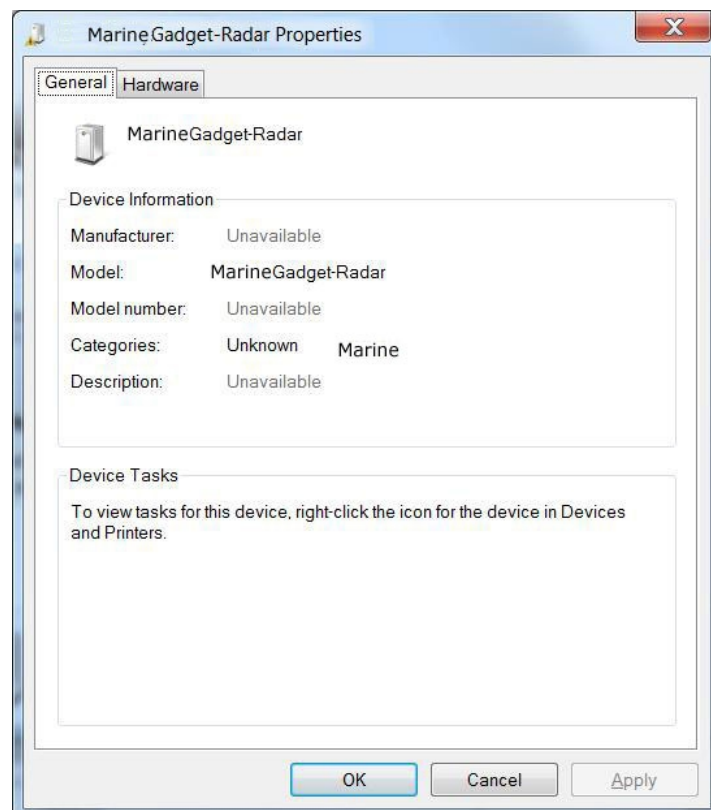 MarineGadget-Radar Properties
X
General Hardware
MarineGadget-Radar
Device Information
Manufacturer: Unavailable
Model: MarineGadget-Radar
Model number: Unavailable
Categories: Unknown Marine
Description: Unavailable
Device Tasks
To view tasks for this device, right-click the icon for the device in Devices
and Printers.
OK Cancel Apply